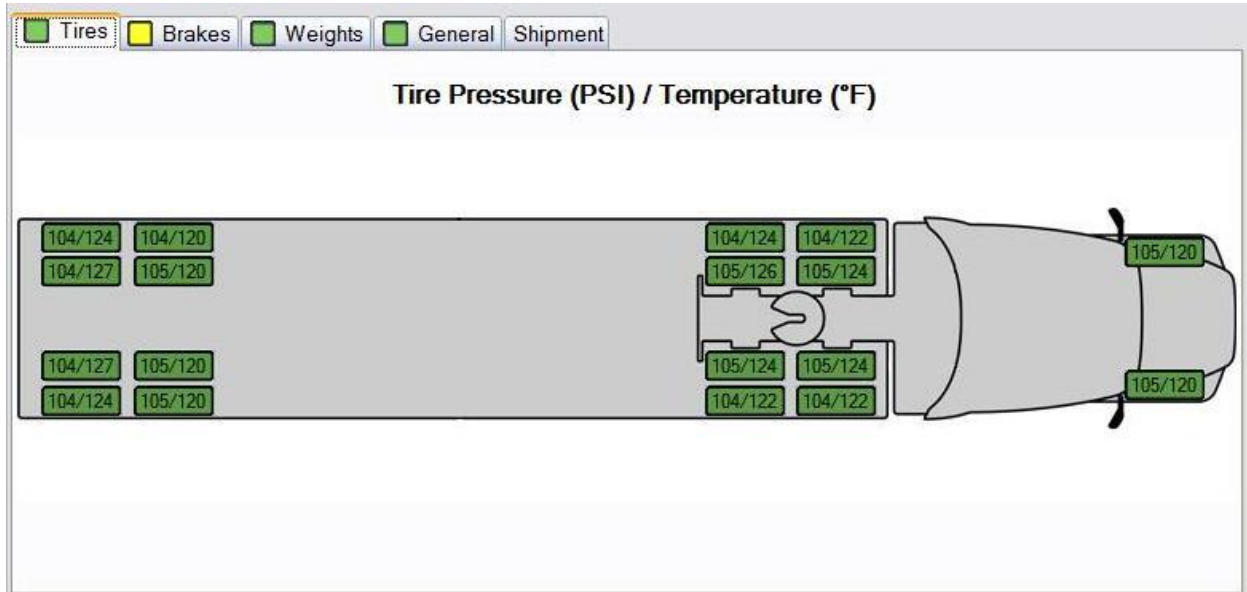 Tires Brakes Weights General Shipment
Tire Pressure (PSI) / Temperature (°F)
104/124 104/120 104/124 104/122 105/120
104/127 105/120 105/126 105/124
104/127 105/120 105/124 105/124 105/120
104/124 105/120 104/122 104/122